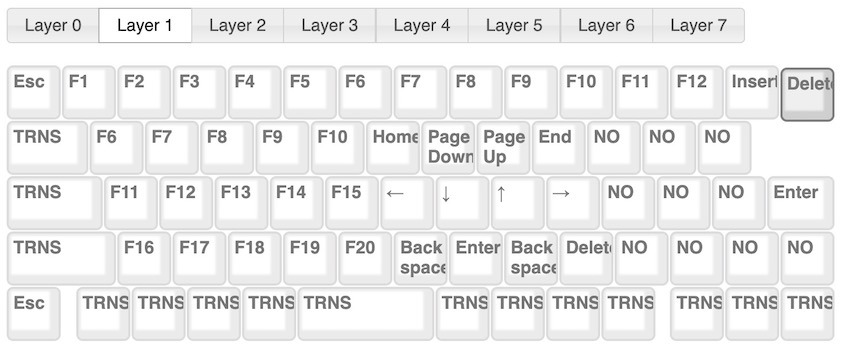 Layer 0 Layer 1 Layer 2 Layer 3 Layer 4 Layer 5 Layer 6 Layer 7
Esc F1 F2 F3 F4 F5 F6 F7 F8 F9 F10 F11 F12 Insert Delete
TRNS F6 F7 F8 F9 F10 Home Page Down Page Up End NO NO NO
TRNS F11 F12 F13 F14 F15 ← ↓ ↑ → NO NO NO Enter
TRNS F16 F17 F18 F19 F20 Back space Enter Back space Delete NO NO NO NO
Esc TRNS TRNS TRNS TRNS TRNS TRNS TRNS TRNS TRNS TRNS TRNS TRNS